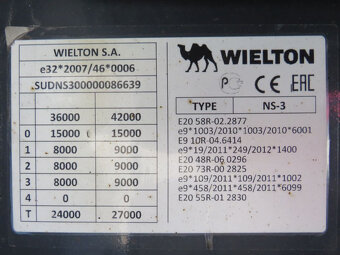 WIELTON S.A.
e32*2007/46*0006
SUDNS300000086639
36000 42000
0 15000 15000
1 8000 9000
2 8000 9000
3 8000 9000
4 0 0
T 24000 27000
WIELTON
CE EAC
TYPE NS-3
E20 58R-02.2877
e9*1003/2010*1003/2010*6001
E9 10R-04.6414
e9*19/2011*249/2012*1400
E20 48R-06 0296
E20 73R-00 2825
e9*109/2011*109/2011*1002
e9*458/2011*458/2011*6099
E20 55R-01 2830